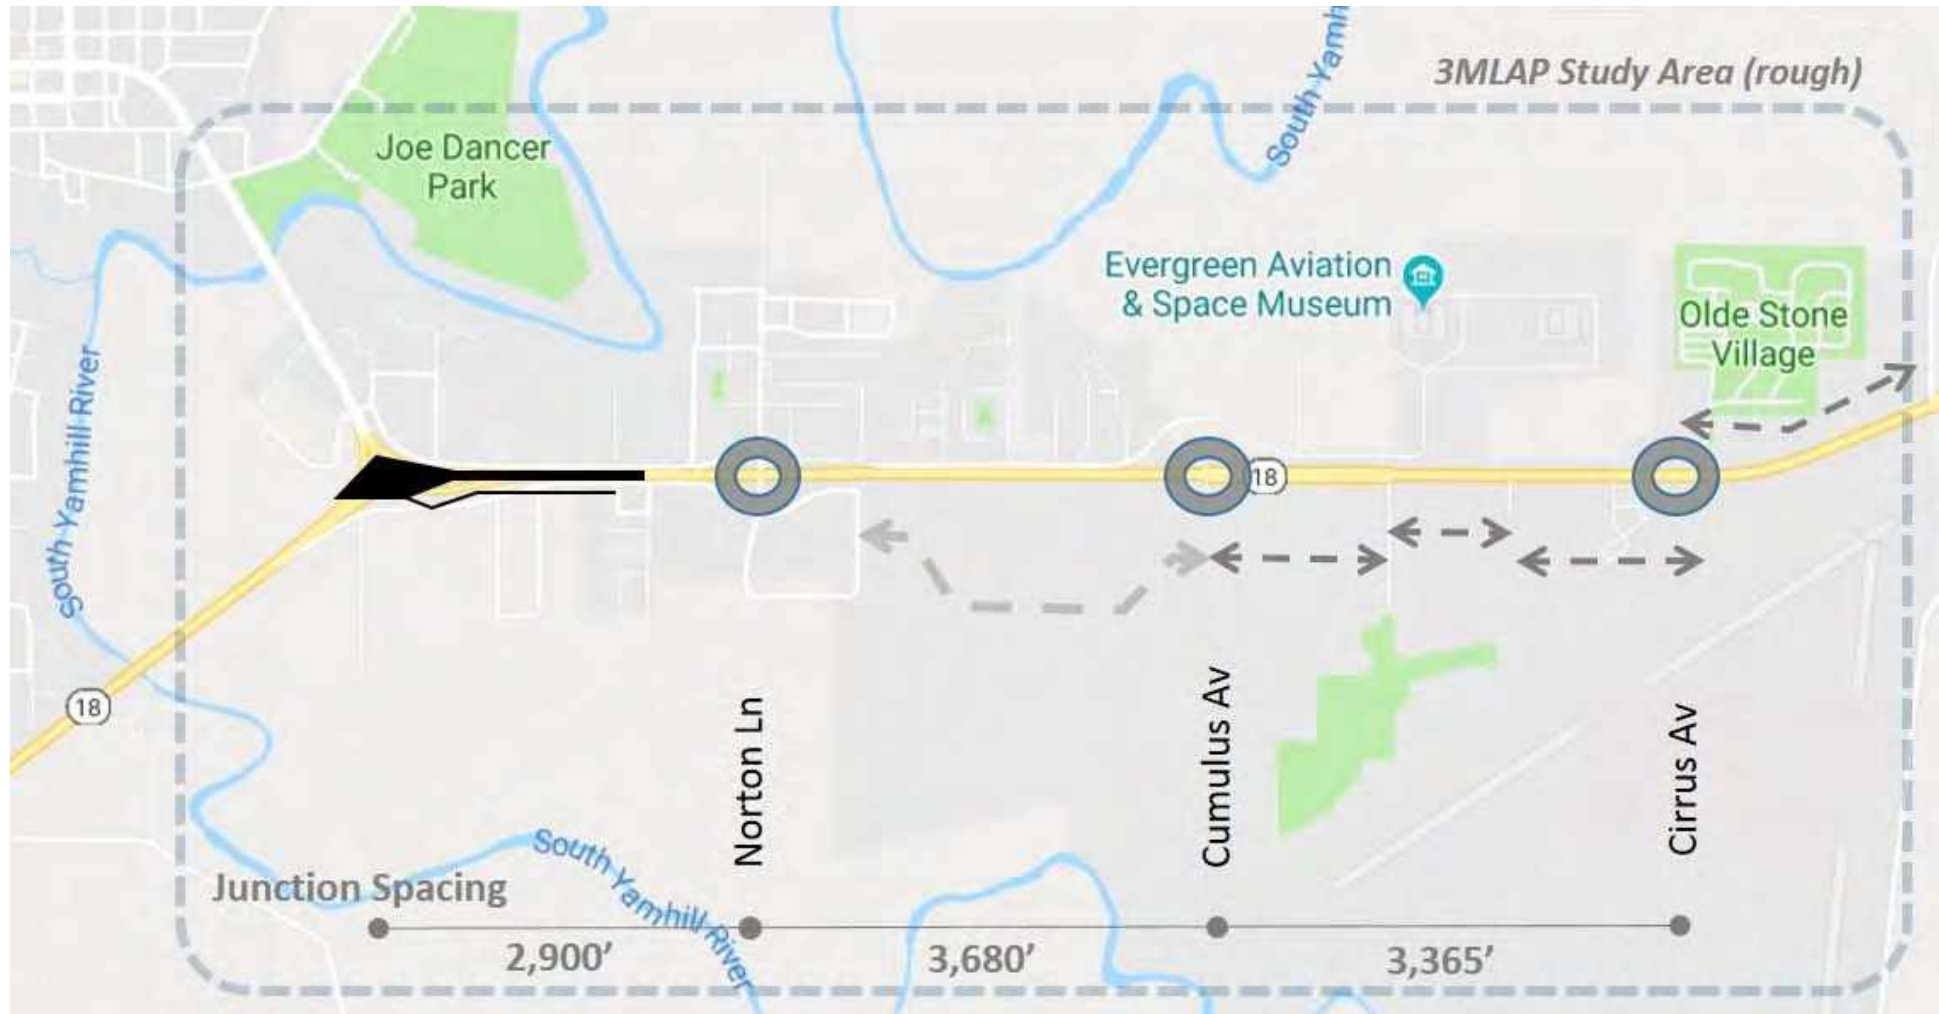 3MLAP Study Area (rough)
South Yamh
Joe Dancer
Park
Evergreen Aviation
& Space Museum
Olde Stone
Village
South Yamhill River
18
18
Norton Ln
Cumulus Av
Cirrus Av
South Yamhill River
Junction Spacing
2,900’
3,680’
3,365’